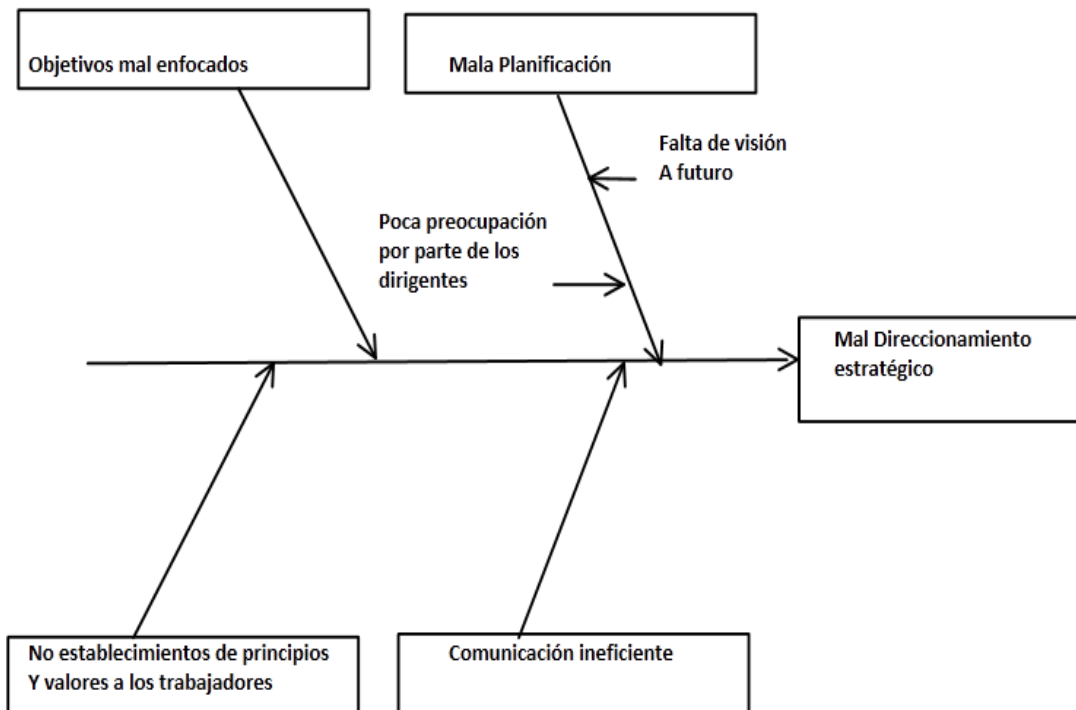 Objetivos mal enfocados
Mala Planificación
Falta de visión
A futuro
Poca preocupación
por parte de los
dirigentes
Mal Direccionamiento
estratégico
No establecimientos de principios
Y valores a los trabajadores
Comunicación ineficiente